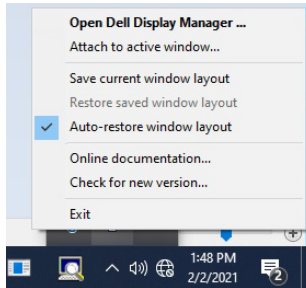 Open Dell Display Manager ...
Attach to active window...
Save current window layout
Restore saved window layout
Auto-restore window layout
Online documentation...
Check for new version...
Exit
1:48 PM
2/2/2021
2